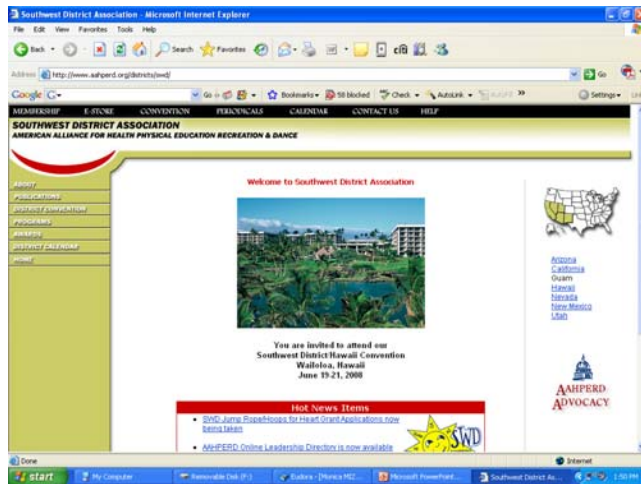 Southwest District Association - Microsoft Internet Explorer
File Edit View Favorites Tools Help
Back Search Favorites
Address http://www.aahperd.org/districts/swd/ Go
Google G Go Bookmarks 58 blocked Check AutoLink Settings
MEMBERSHIP E-STORE CONVENTION PERIODICALS CALENDAR CONTACT US HELP
SOUTHWEST DISTRICT ASSOCIATION
AMERICAN ALLIANCE FOR HEALTH PHYSICAL EDUCATION RECREATION & DANCE
ABOUT
PUBLICATIONS
DISTRICT CONVENTION
PROGRAMS
AWARDS
DISTRICT CALENDAR
HOME
Welcome to Southwest District Association
You are invited to attend our
Southwest District/Hawaii Convention
Wailoloa, Hawaii
June 19-21, 2008
Hot News Items
SWD Jump Rope/Hoops for Heart Grant Applications now
being taken
AAHPERD Online Leadership Directory is now available
SWD
Arizona
California
Guam
Hawaii
Nevada
New Mexico
Utah
AAHPERD
ADVOCACY
Done Internet
start My Computer Removable Disk (F:) Eudora - [Monica MIZ... Microsoft PowerPoint... Southwest District As... 1:50 PM